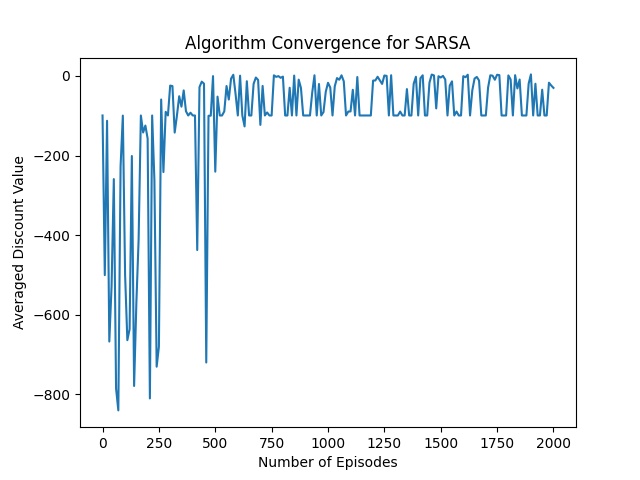 Algorithm Convergence for SARSA
0
−200
−400
−600
−800
Averaged Discount Value
0 250 500 750 1000 1250 1500 1750 2000
Number of Episodes